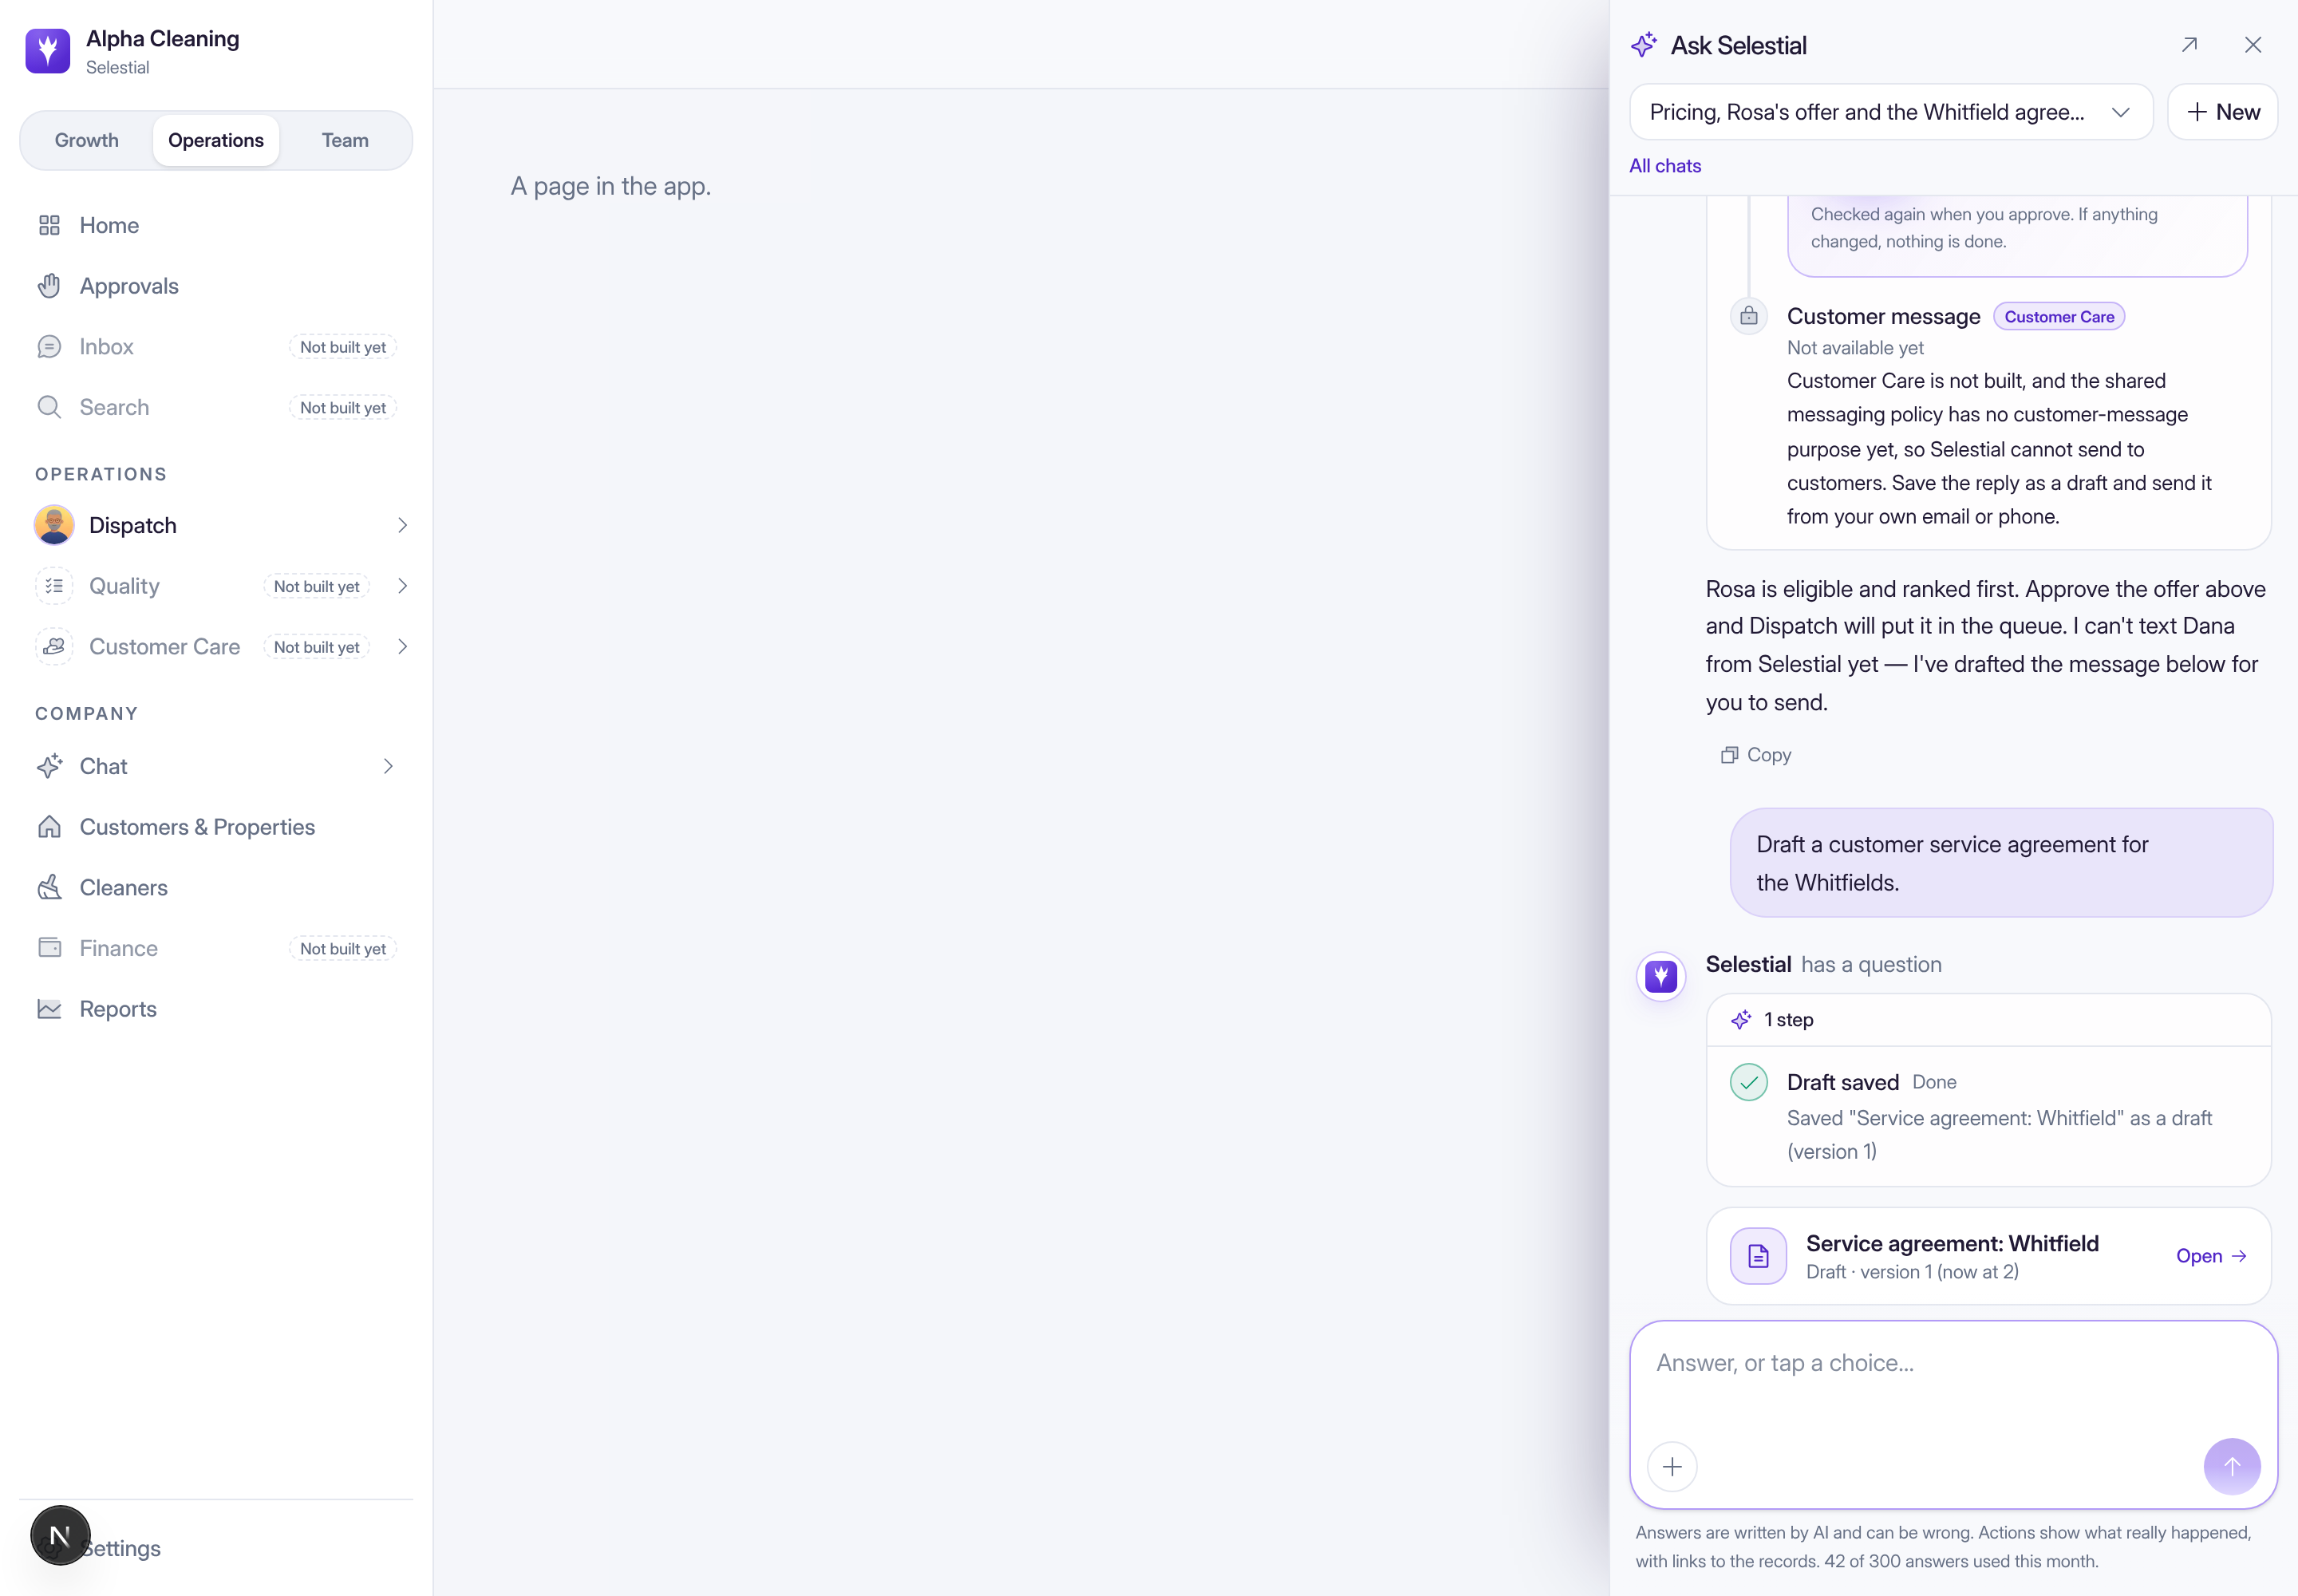 Alpha Cleaning
Selestial
Growth
Operations
Team
Home
Approvals
Inbox
Not built yet
Search
Not built yet
OPERATIONS
Dispatch
Quality
Not built yet
Customer Care
Not built yet
COMPANY
Chat
Customers & Properties
Cleaners
Finance
Not built yet
Reports
N
Settings
A page in the app.
Ask Selestial
Pricing, Rosa's offer and the Whitfield agree...
New
All chats
Checked again when you approve. If anything
changed, nothing is done.
Customer message
Customer Care
Not available yet
Customer Care is not built, and the shared
messaging policy has no customer-message
purpose yet, so Selestial cannot send to
customers. Save the reply as a draft and send it
from your own email or phone.
Rosa is eligible and ranked first. Approve the offer above
and Dispatch will put it in the queue. I can't text Dana
from Selestial yet — I've drafted the message below for
you to send.
Copy
Draft a customer service agreement for
the Whitfields.
Selestial has a question
1 step
Draft saved Done
Saved "Service agreement: Whitfield" as a draft
(version 1)
Service agreement: Whitfield
Draft · version 1 (now at 2)
Open →
Answer, or tap a choice...
Answers are written by AI and can be wrong. Actions show what really happened,
with links to the records. 42 of 300 answers used this month.